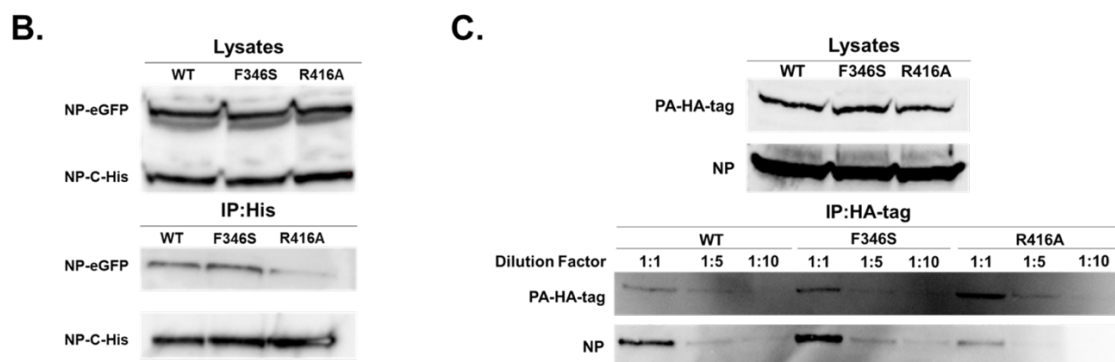 B.
Lysates
WT F346S R416A
NP-eGFP
NP-C-His
IP:His
WT F346S R416A
NP-eGFP
NP-C-His
C.
Lysates
WT F346S R416A
PA-HA-tag
NP
IP:HA-tag
WT F346S R416A
Dilution Factor 1:1 1:5 1:10 1:1 1:5 1:10 1:1 1:5 1:10
PA-HA-tag
NP